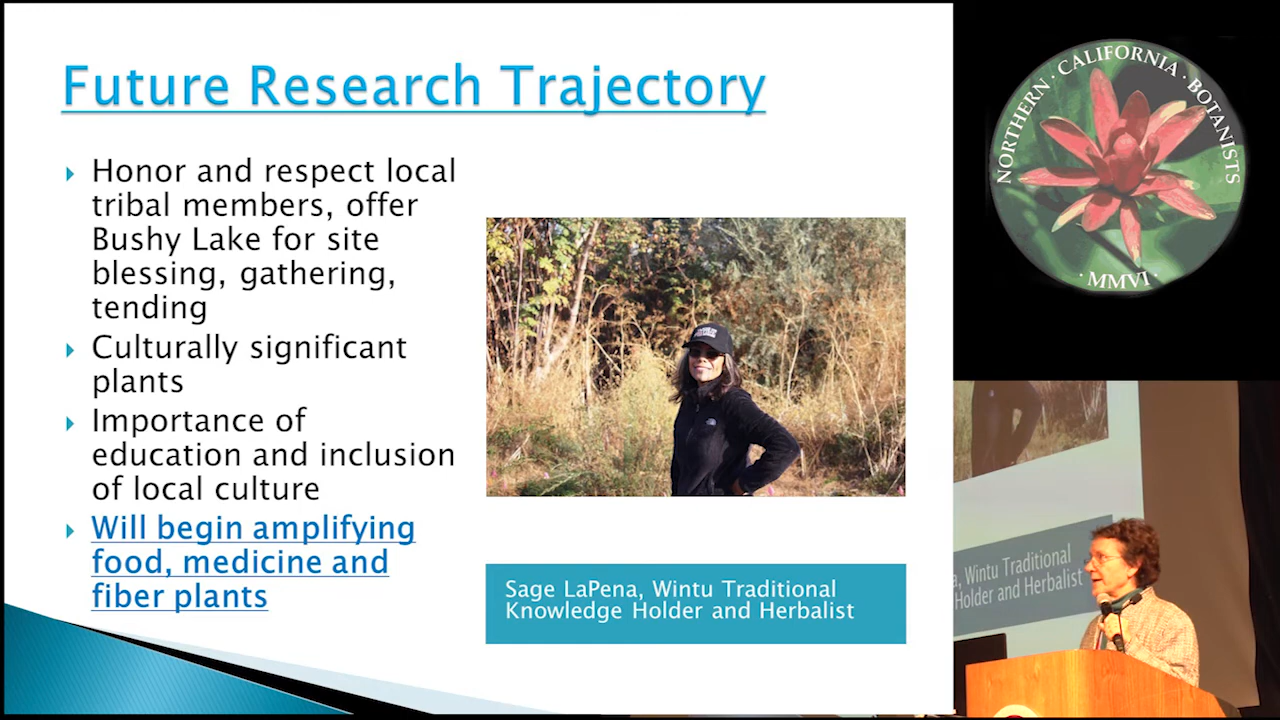 Future Research Trajectory
Honor and respect local
tribal members, offer
Bushy Lake for site
blessing, gathering,
tending
Culturally significant
plants
Importance of
education and inclusion
of local culture
Will begin amplifying
food, medicine and
fiber plants
Sage LaPena, Wintu Traditional
Knowledge Holder and Herbalist
NORTHERN · CALIFORNIA · BOTANISTS
· MMVI ·
a, Wintu Traditional
Holder and Herbalist